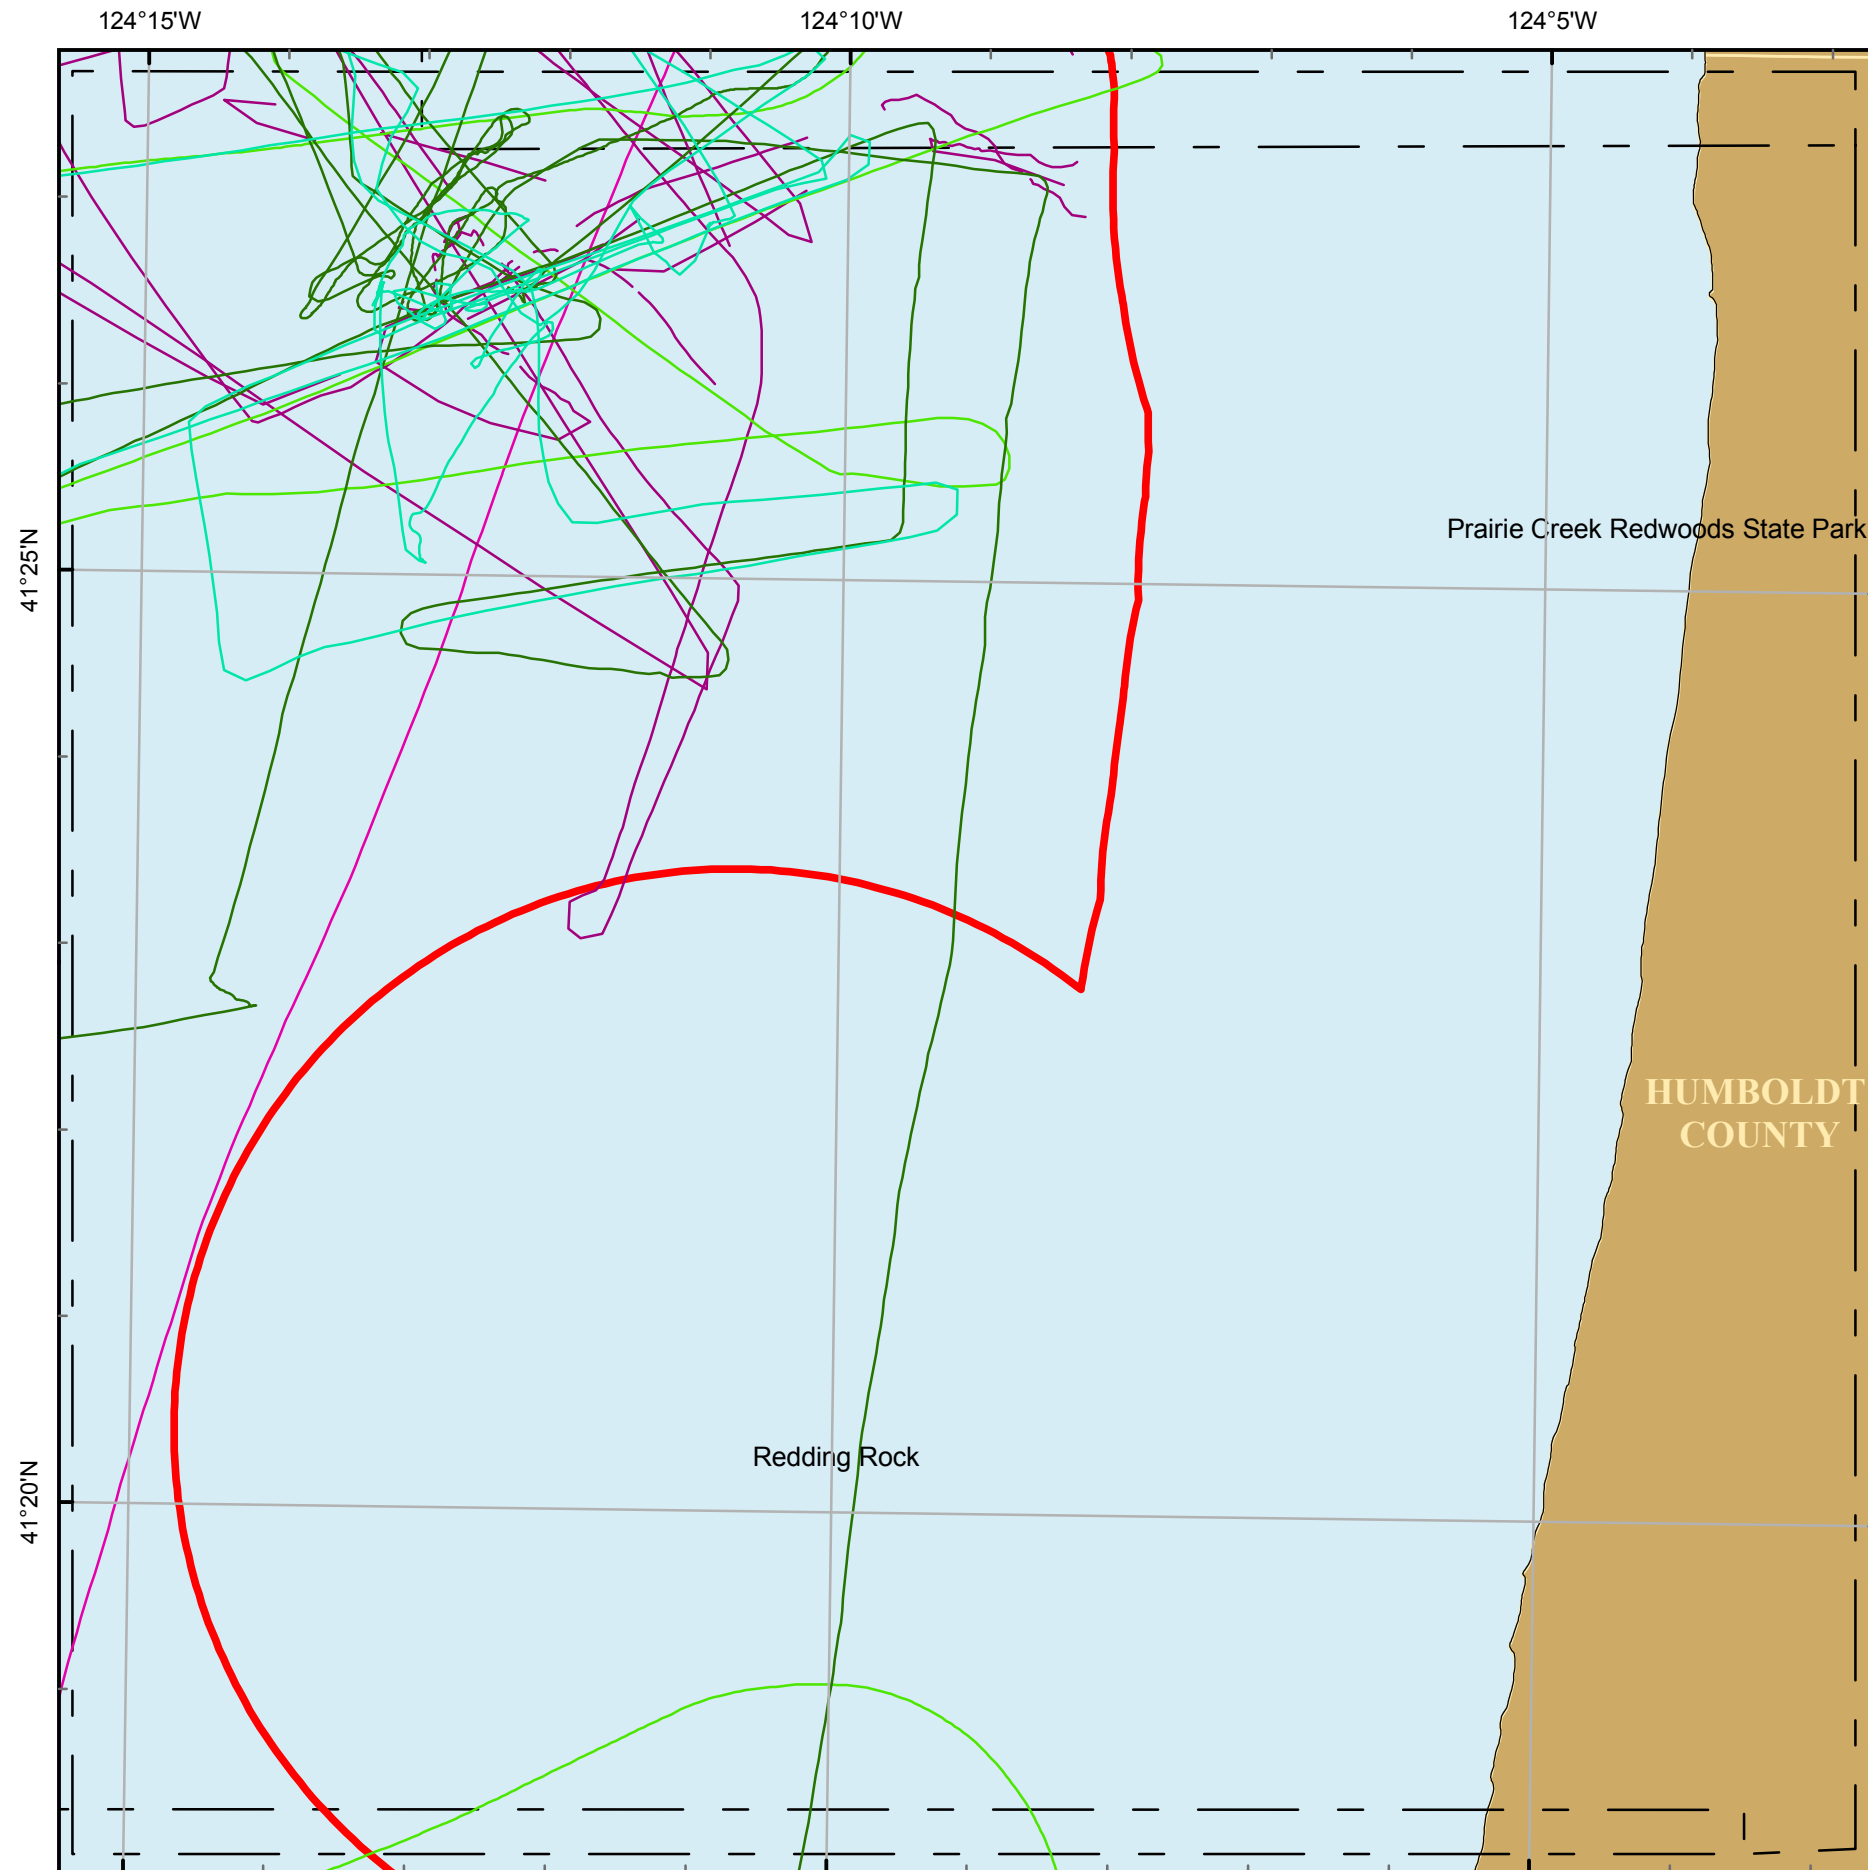 124°15'W
124°10'W
124°5'W
41°25'N
Prairie Creek Redwoods State Park
HUMBOLDT
COUNTY
Redding Rock
41°20'N